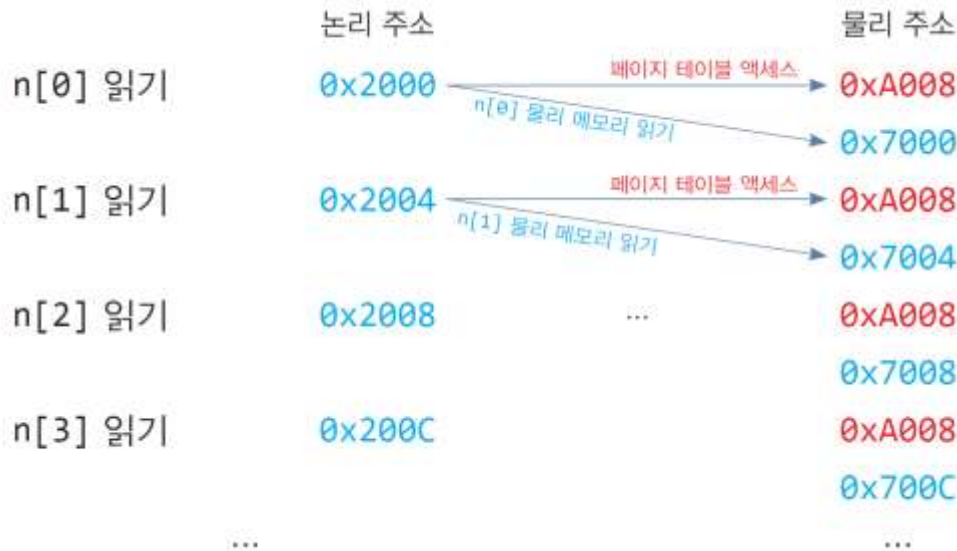 논리 주소 물리 주소
n[0] 읽기 0x2000 페이지 테이블 액세스 0xA008
n[0] 물리 메모리 읽기 0x7000
n[1] 읽기 0x2004 페이지 테이블 액세스 0xA008
n[1] 물리 메모리 읽기 0x7004
n[2] 읽기 0x2008 ... 0xA008
0x7008
n[3] 읽기 0x200C 0xA008
0x700C
... ...